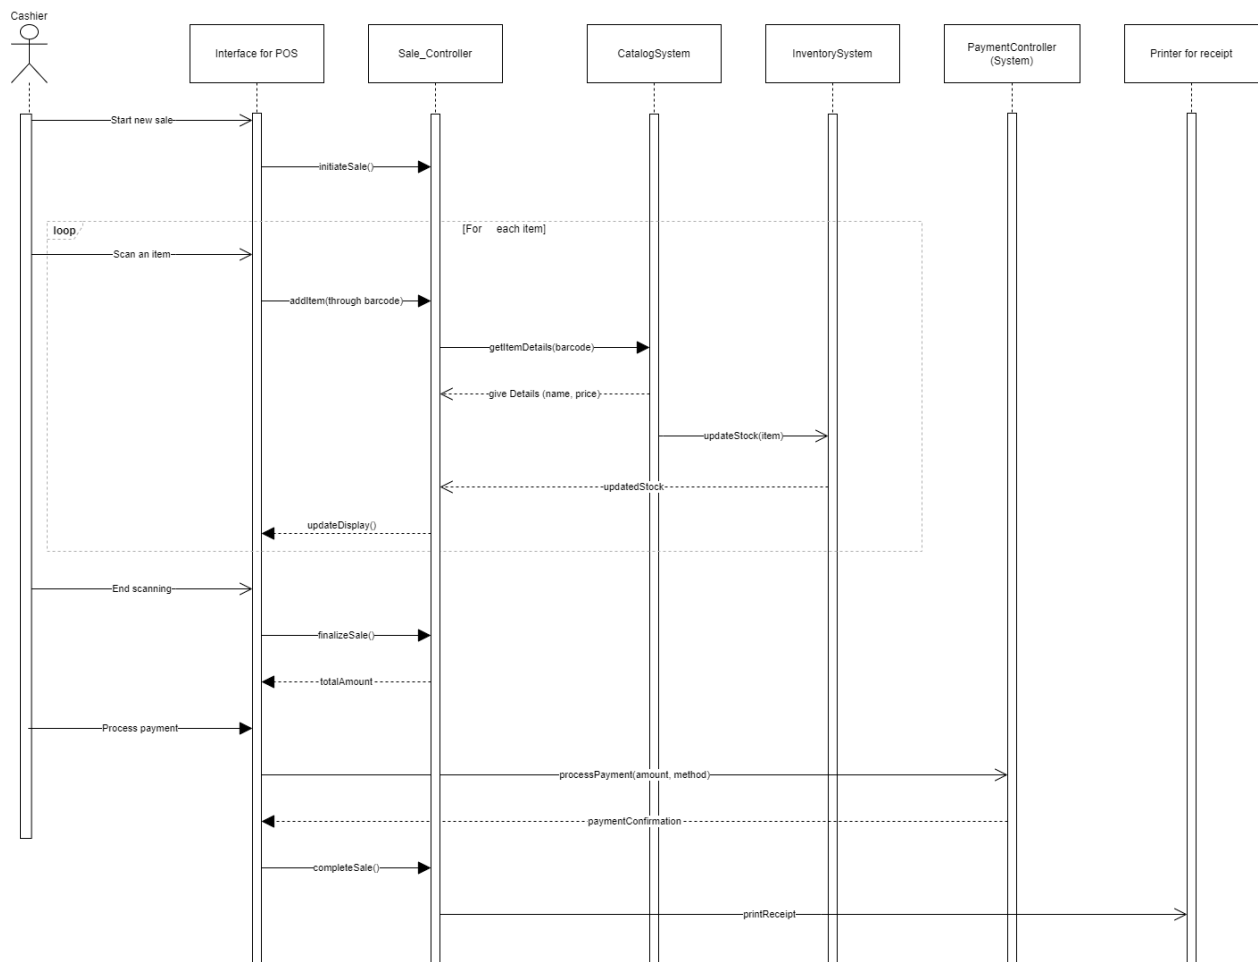 Cashier
Interface for POS
Sale_Controller
CatalogSystem
InventorySystem
PaymentController
(System)
Printer for receipt
Start new sale
initiateSale()
loop
[For each item]
Scan an item
addItem(through barcode)
getItemDetails(barcode)
give Details (name, price)
updateStock(item)
updatedStock
updateDisplay()
End scanning
finalizeSale()
totalAmount
Process payment
processPayment(amount, method)
paymentConfirmation
completeSale()
printReceipt